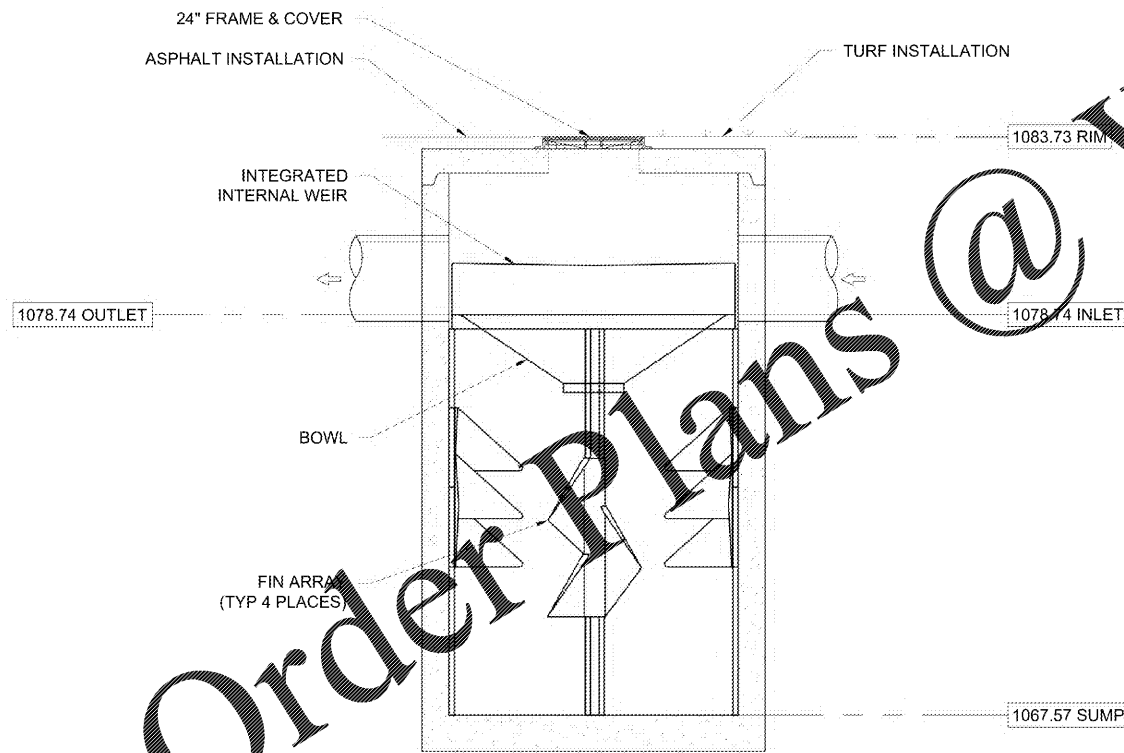 24" FRAME & COVER
ASPHALT INSTALLATION
TURF INSTALLATION
1083.73 RIM
INTEGRATED
INTERNAL WEIR
1078.74 OUTLET
1078.74 INLET
BOWL
FIN ARRAY
(TYP 4 PLACES)
1067.57 SUMP
Order Plans @